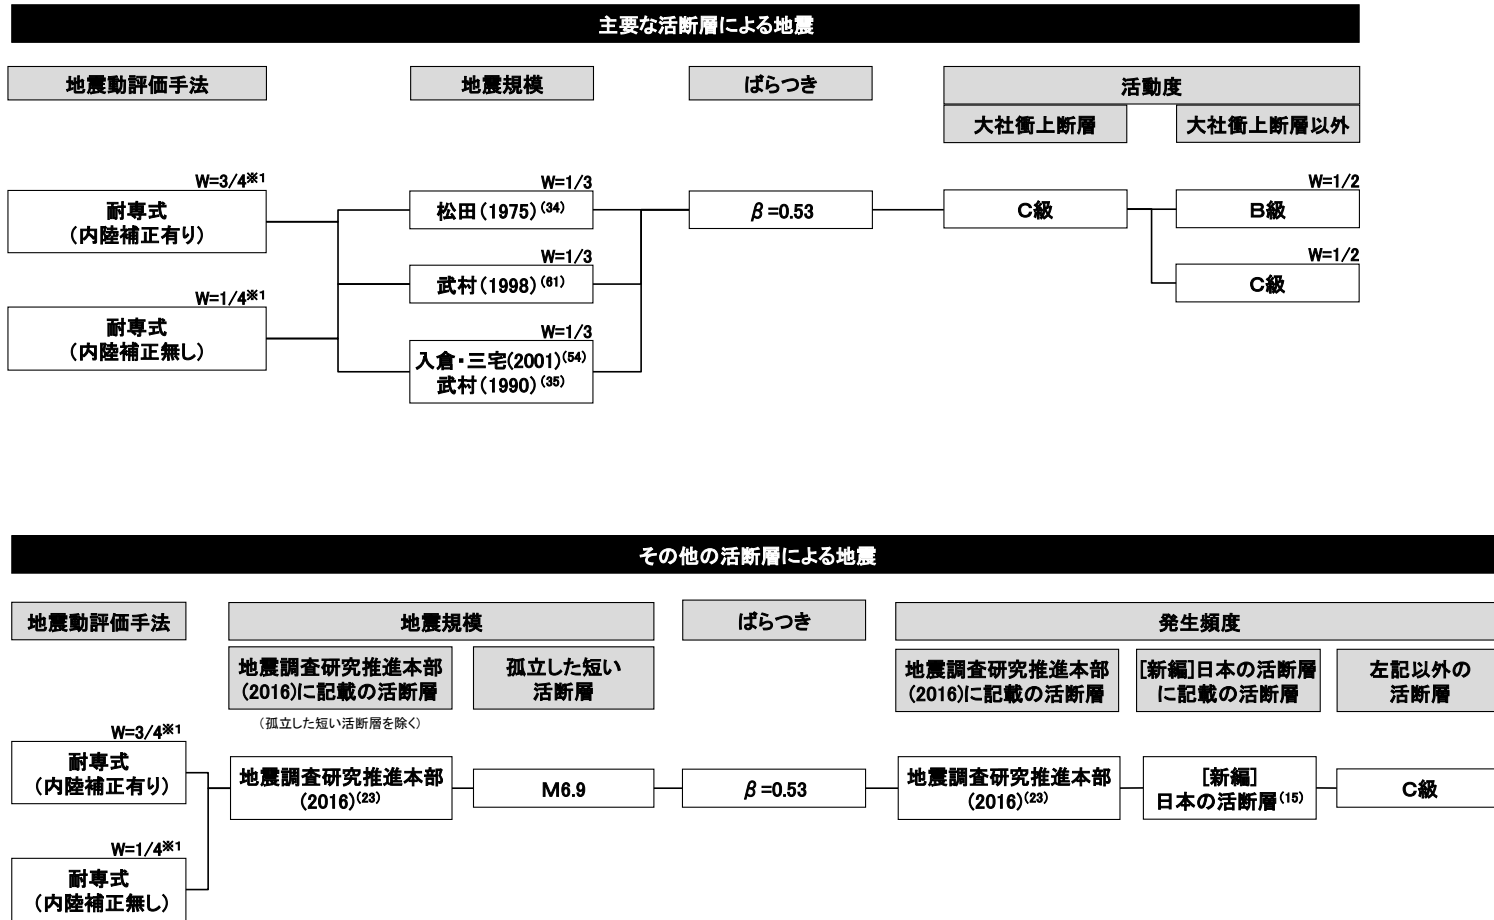 主要な活断層による地震
地震動評価手法
地震規模
ばらつき
活動度
大社衝上断層
大社衝上断層以外
W=3/4※1
耐専式
(内陸補正有り)
W=1/4※1
耐専式
(内陸補正無し)
W=1/3
松田(1975)(34)
W=1/3
武村(1998)(61)
W=1/3
入倉・三宅(2001)(54)
武村(1990)(35)
β=0.53
C級
W=1/2
B級
W=1/2
C級
その他の活断層による地震
地震動評価手法
地震規模
ばらつき
発生頻度
地震調査研究推進本部
(2016)に記載の活断層
(孤立した短い活断層を除く)
孤立した短い
活断層
地震調査研究推進本部
(2016)に記載の活断層
[新編]日本の活断層
に記載の活断層
左記以外の
活断層
W=3/4※1
耐専式
(内陸補正有り)
W=1/4※1
耐専式
(内陸補正無し)
地震調査研究推進本部
(2016)(23)
M6.9
β=0.53
地震調査研究推進本部
(2016)(23)
[新編]
日本の活断層(15)
C級